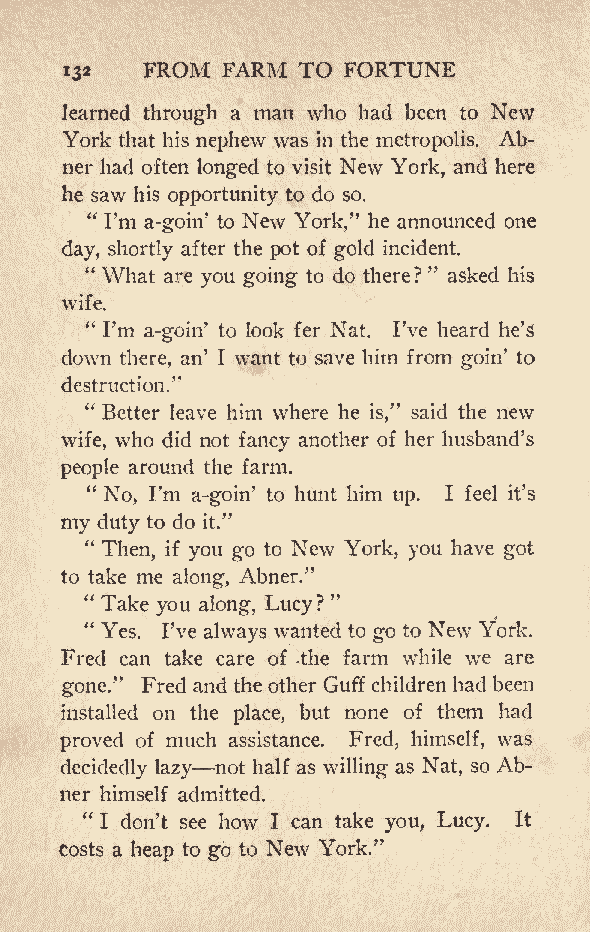 132 FROM FARM TO FORTUNE
learned through a man who had been to New
York that his nephew was in the metropolis. Ab-
ner had often longed to visit New York, and here
he saw his opportunity to do so.
“ I’m a-goin’ to New York,” he announced one
day, shortly after the pot of gold incident.
“ What are you going to do there? ” asked his
wife.
“ I’m a-goin’ to look fer Nat. I’ve heard he’s
down there, an’ I want to save him from goin’ to
destruction.”
“ Better leave him where he is,” said the new
wife, who did not fancy another of her husband’s
people around the farm.
“ No, I’m a-goin’ to hunt him up. I feel it’s
my duty to do it.”
“ Then, if you go to New York, you have got
to take me along, Abner.”
“ Take you along, Lucy? ”
“ Yes. I’ve always wanted to go to New York.
Fred can take care of the farm while we are
gone.” Fred and the other Guff children had been
installed on the place, but none of them had
proved of much assistance. Fred, himself, was
decidedly lazy—not half as willing as Nat, so Ab-
ner himself admitted.
“ I don’t see how I can take you, Lucy. It
costs a heap to go to New York.”